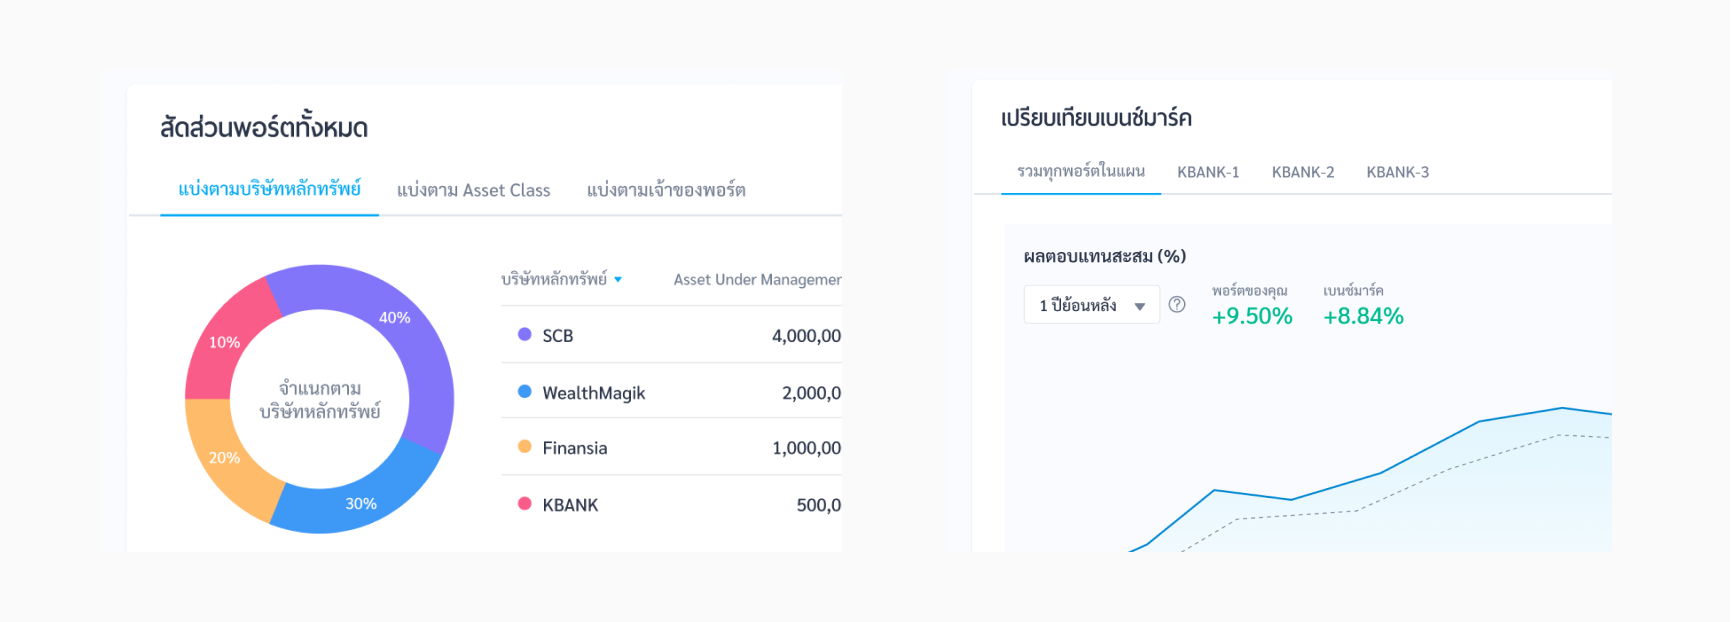 สัดส่วนพอร์ตทั้งหมด
แบ่งตามบริษัทหลักทรัพย์ แบ่งตาม Asset Class แบ่งตามเจ้าของพอร์ต
40%
10%
20%
30%
จำแนกตาม
บริษัทหลักทรัพย์
บริษัทหลักทรัพย์ Asset Under Managemen
SCB 4,000,00
WealthMagik 2,000,0
Finansia 1,000,00
KBANK 500,0
เปรียบเทียบเบนช์มาร์ค
รวมทุกพอร์ตในแผน KBANK-1 KBANK-2 KBANK-3
ผลตอบแทนสะสม (%)
1 ปีย้อนหลัง ?
พอร์ตของคุณ เบนช์มาร์ค
+9.50% +8.84%